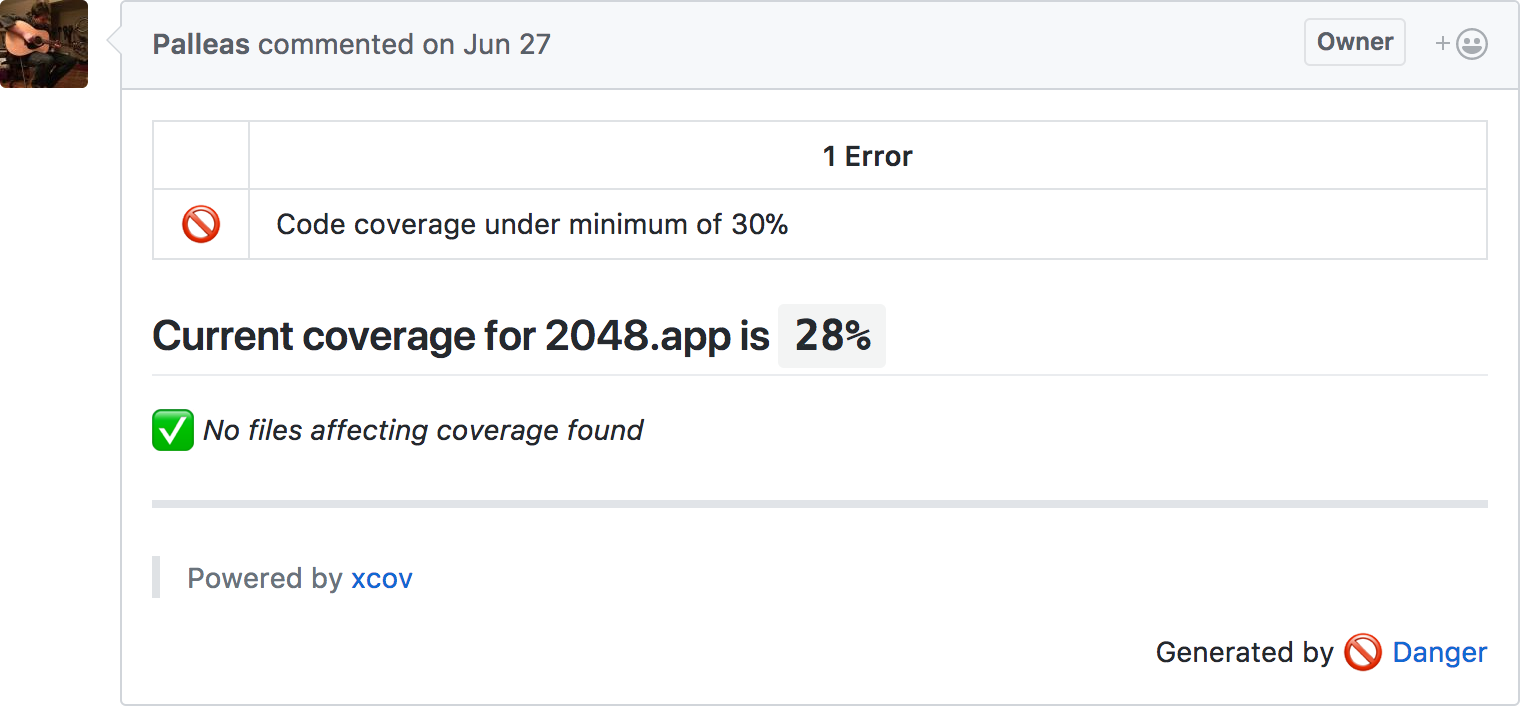 Palleas commented on Jun 27
Owner
1 Error
Code coverage under minimum of 30%
Current coverage for 2048.app is 28%
No files affecting coverage found
Powered by xcov
Generated by Danger